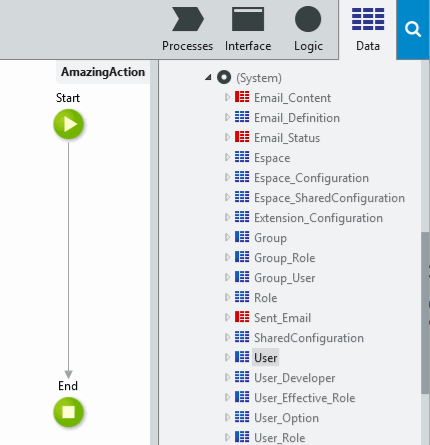 Processes
Interface
Logic
Data
AmazingAction
Start
End
(System)
Email_Content
Email_Definition
Email_Status
Espace
Espace_Configuration
Espace_SharedConfiguration
Extension_Configuration
Group
Group_Role
Group_User
Role
Sent_Email
SharedConfiguration
User
User_Developer
User_Effective_Role
User_Option
User_Role